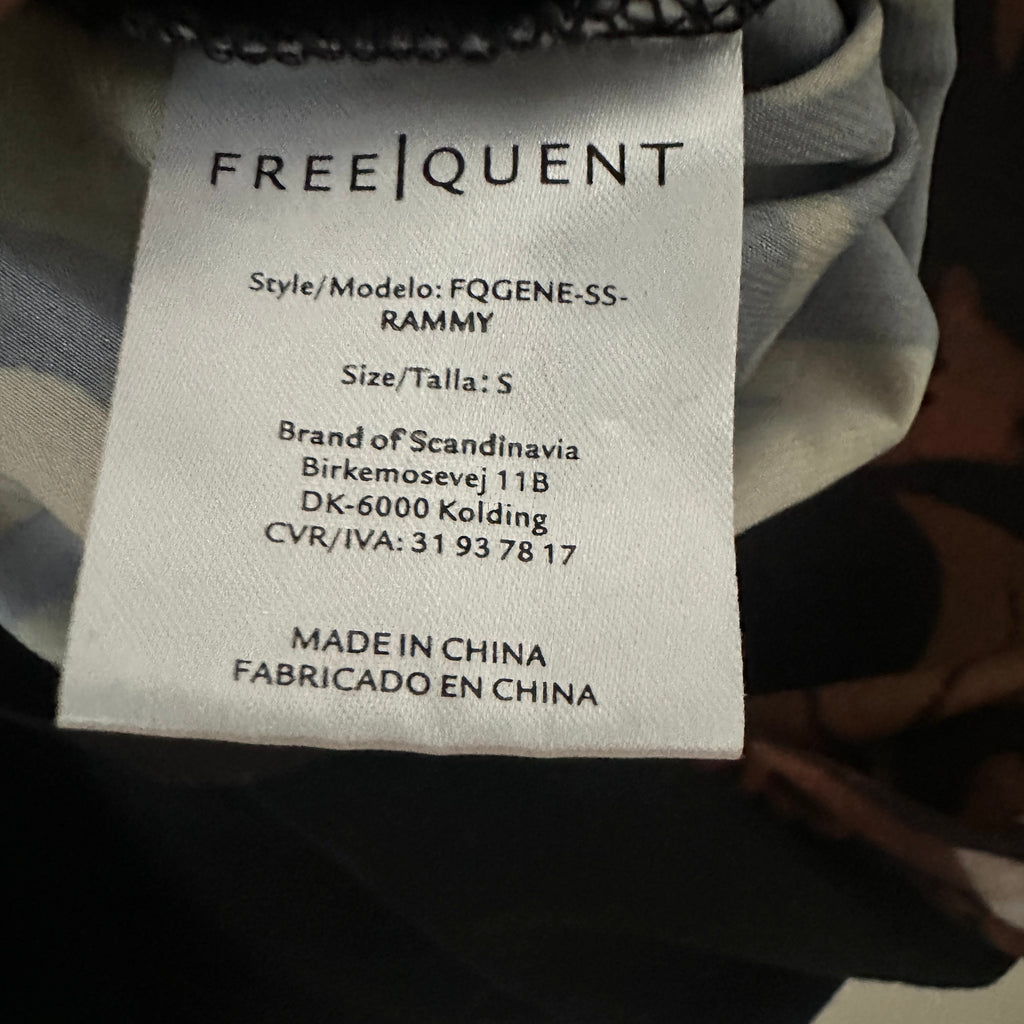 FREE|QUENT
Style/Modelo: FQGENE-SS-
RAMMY
Size/Talla: S
Brand of Scandinavia
Birkemosevej 11B
DK-6000 Kolding
CVR/IVA: 31 93 78 17
MADE IN CHINA
FABRICADO EN CHINA